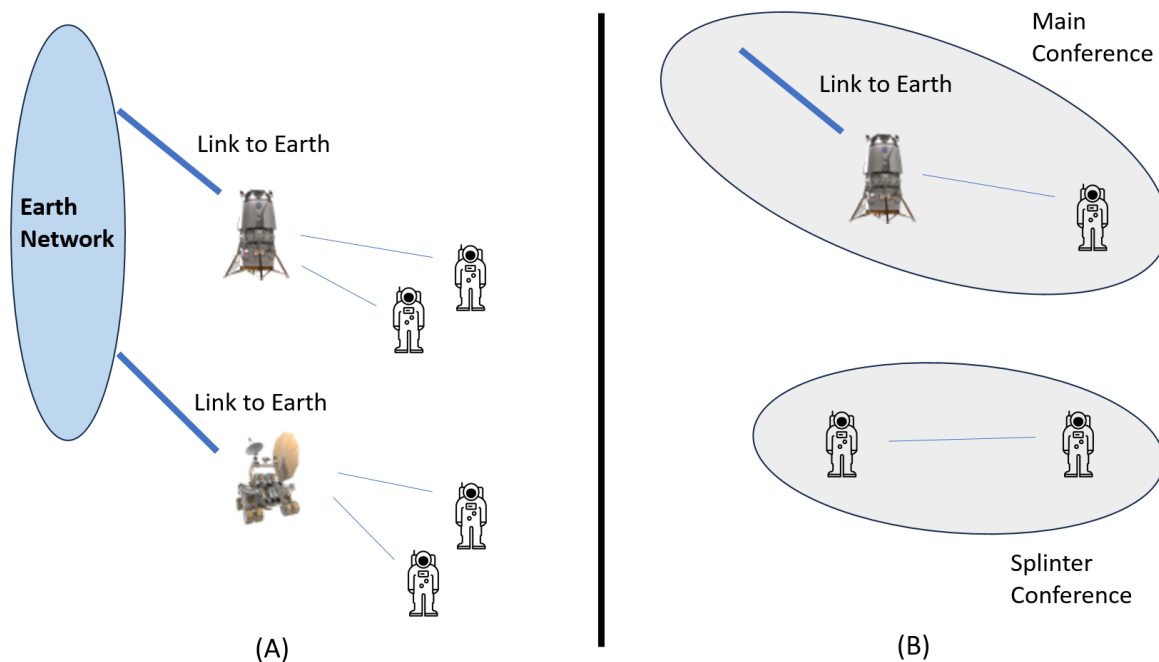 Link to Earth
Earth
Network
Link to Earth
(A)
Main
Conference
Link to Earth
Splinter
Conference
(B)